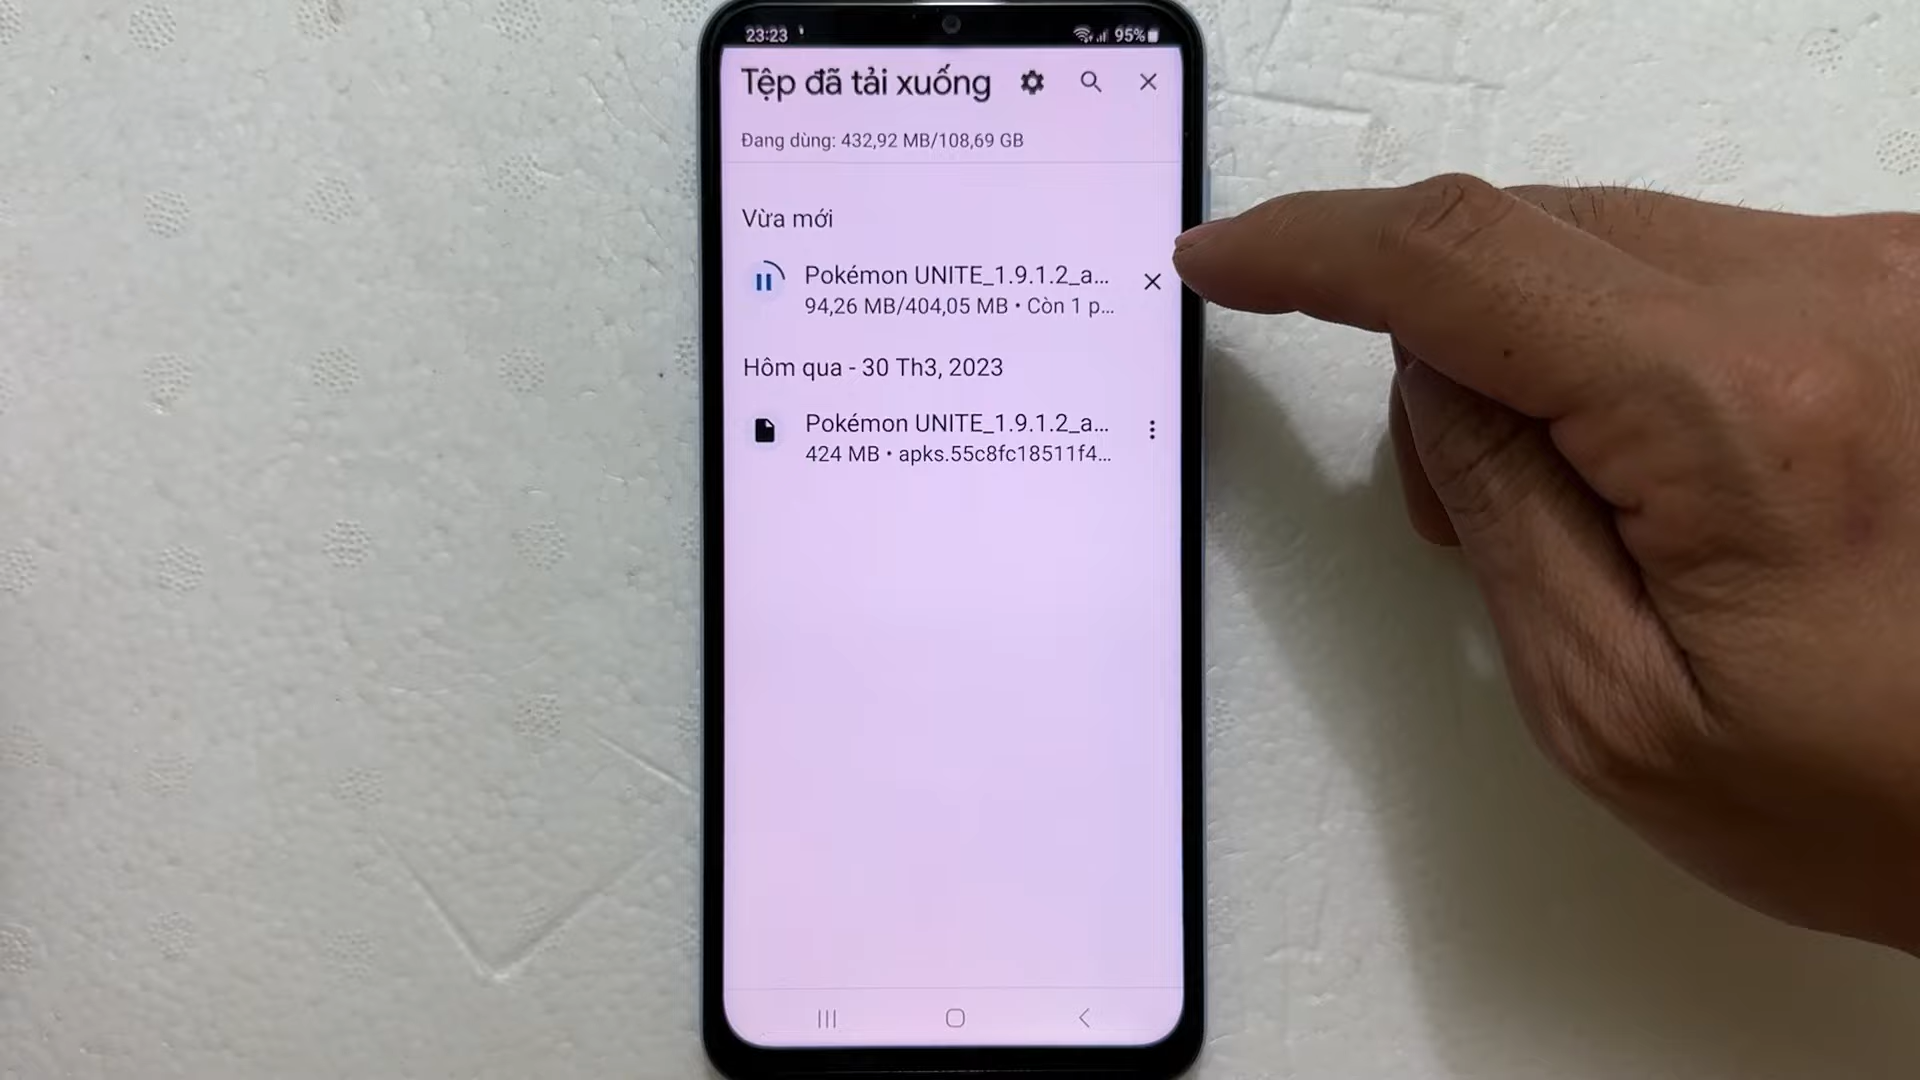 23:23
95%
Tệp đã tải xuống
Đang dùng: 432,92 MB/108,69 GB
Vừa mới
Pokémon UNITE_1.9.1.2_a...
94,26 MB/404,05 MB • Còn 1 p...
Hôm qua - 30 Th3, 2023
Pokémon UNITE_1.9.1.2_a...
424 MB • apks.55c8fc18511f4...